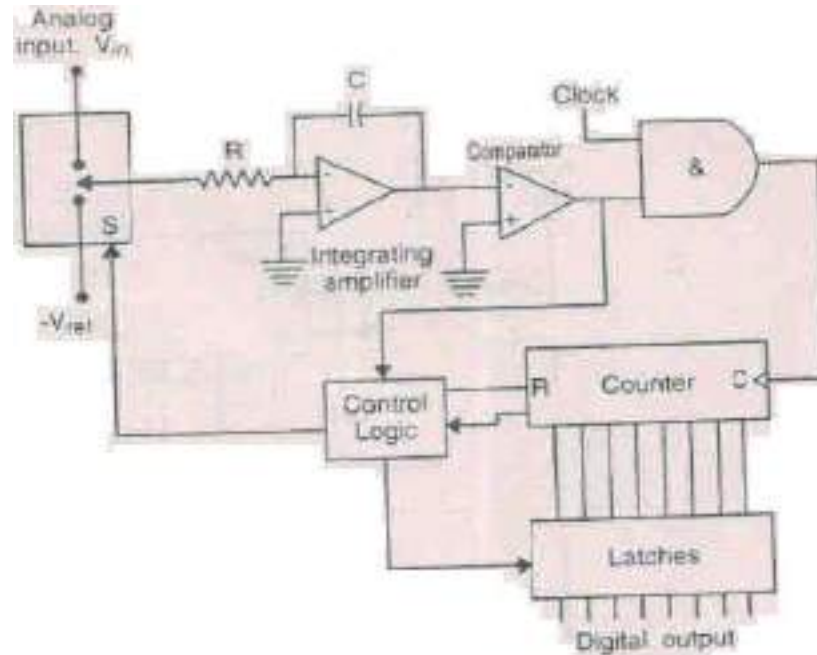 Analog
input, Vin
C
R
Clock
Comparator
&
-
-
+
S
Integrating
amplifier
-Vref
Control
Logic
R Counter C
Latches
Digital output